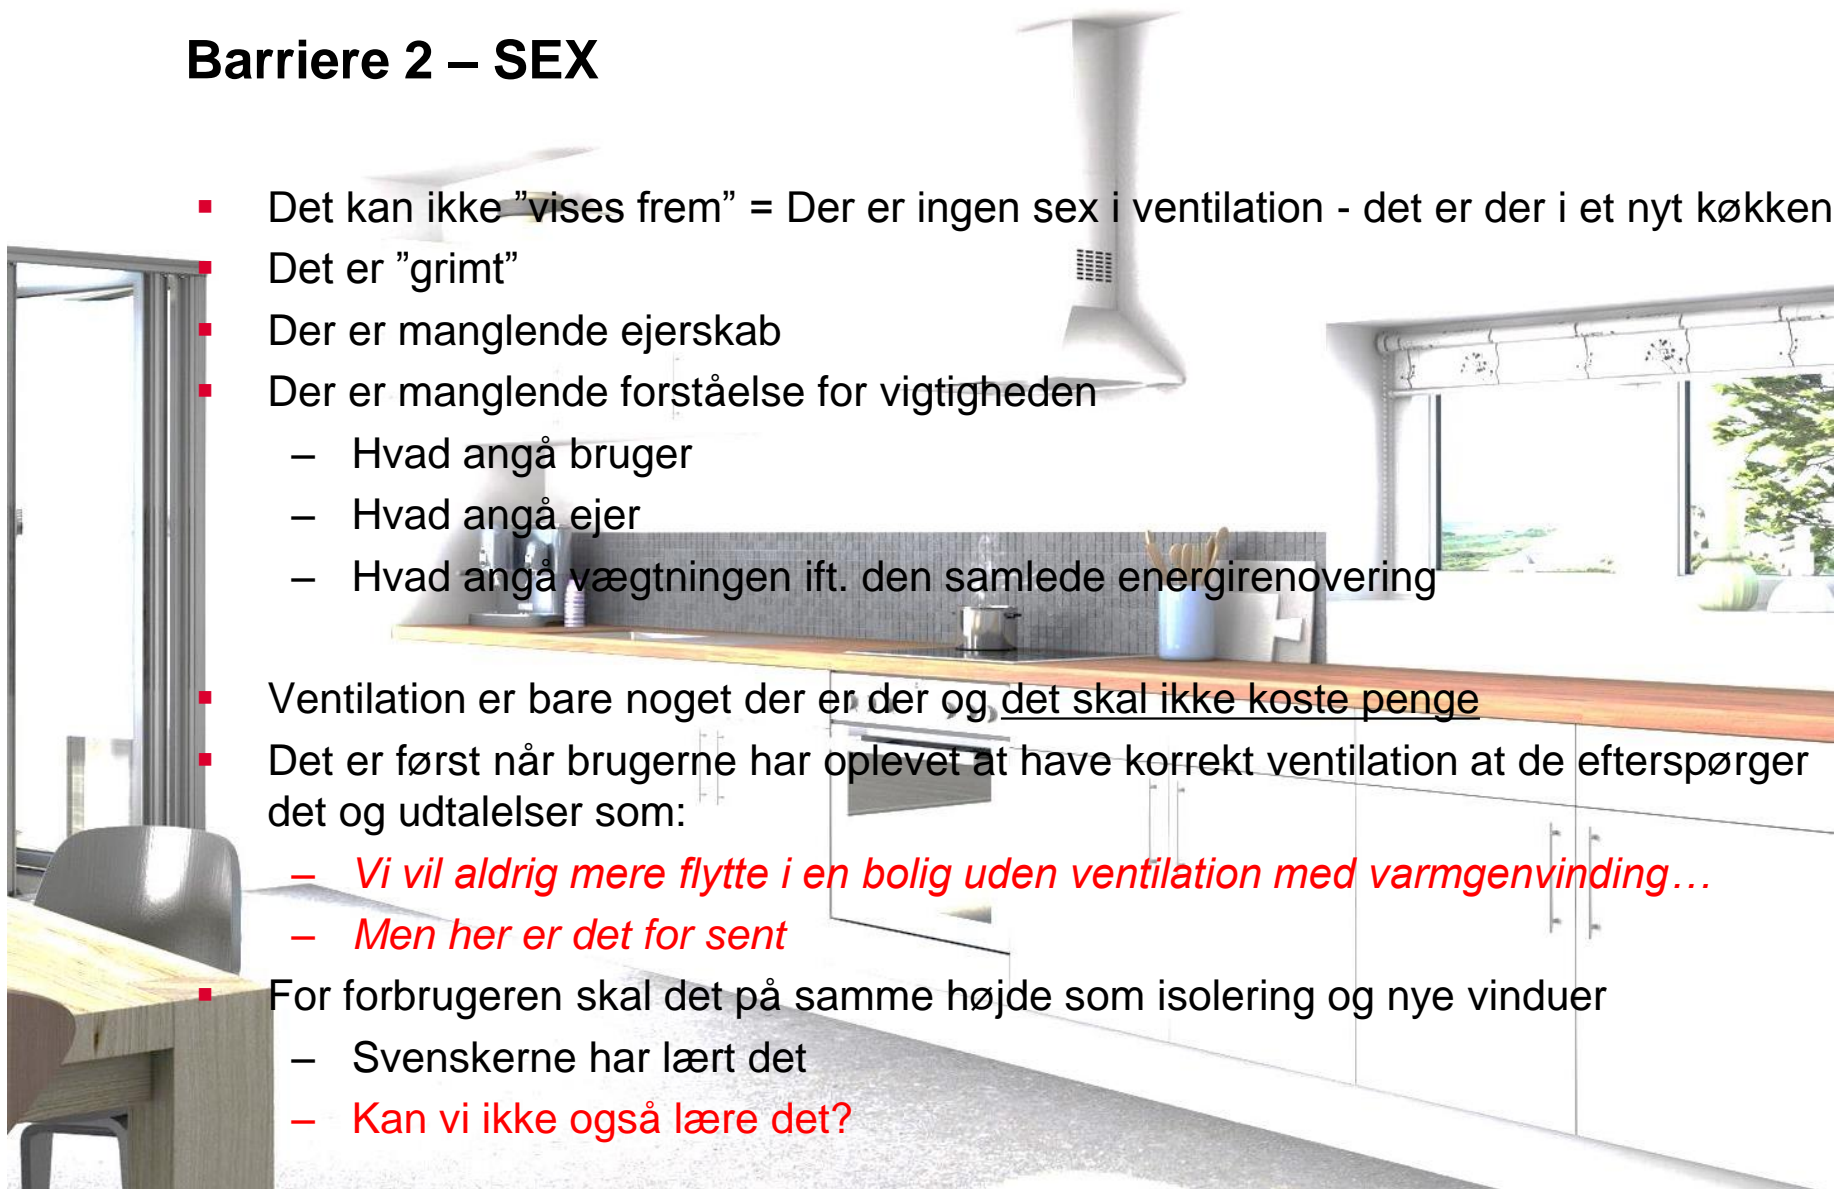 Barriere 2 – SEX
▪ Det kan ikke ”vises frem” = Der er ingen sex i ventilation - det er der i et nyt køkken
▪ Det er ”grimt”
▪ Der er manglende ejerskab
▪ Der er manglende forståelse for vigtigheden
– Hvad angå bruger
– Hvad angå ejer
– Hvad angå vægtningen ift. den samlede energirenovering
▪ Ventilation er bare noget der er der og det skal ikke koste penge
▪ Det er først når brugerne har oplevet at have korrekt ventilation at de efterspørger
det og udtalelser som:
– Vi vil aldrig mere flytte i en bolig uden ventilation med varmgenvinding…
– Men her er det for sent
▪ For forbrugeren skal det på samme højde som isolering og nye vinduer
– Svenskerne har lært det
– Kan vi ikke også lære det?